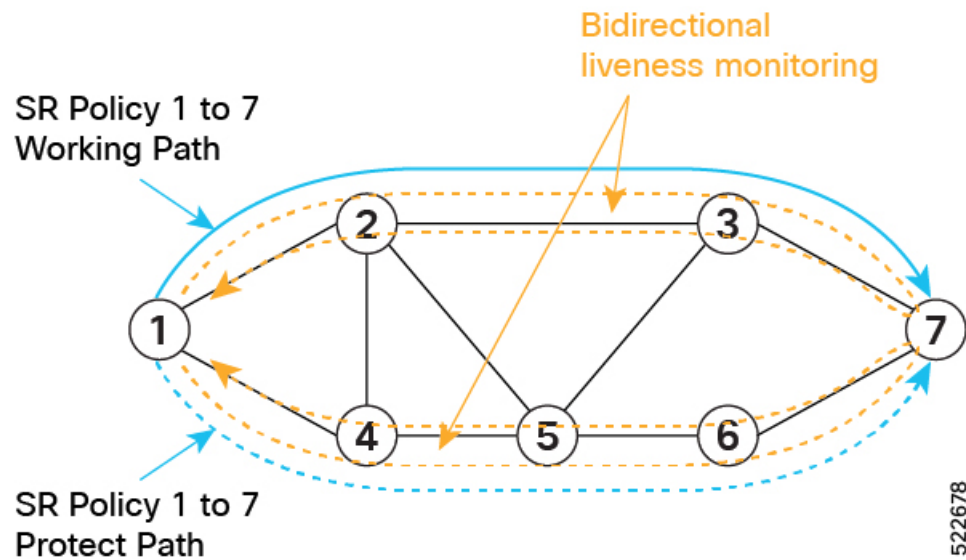 Bidirectional
liveness monitoring
SR Policy 1 to 7
Working Path
2
3
1
7
4
5
6
SR Policy 1 to 7
Protect Path
522678